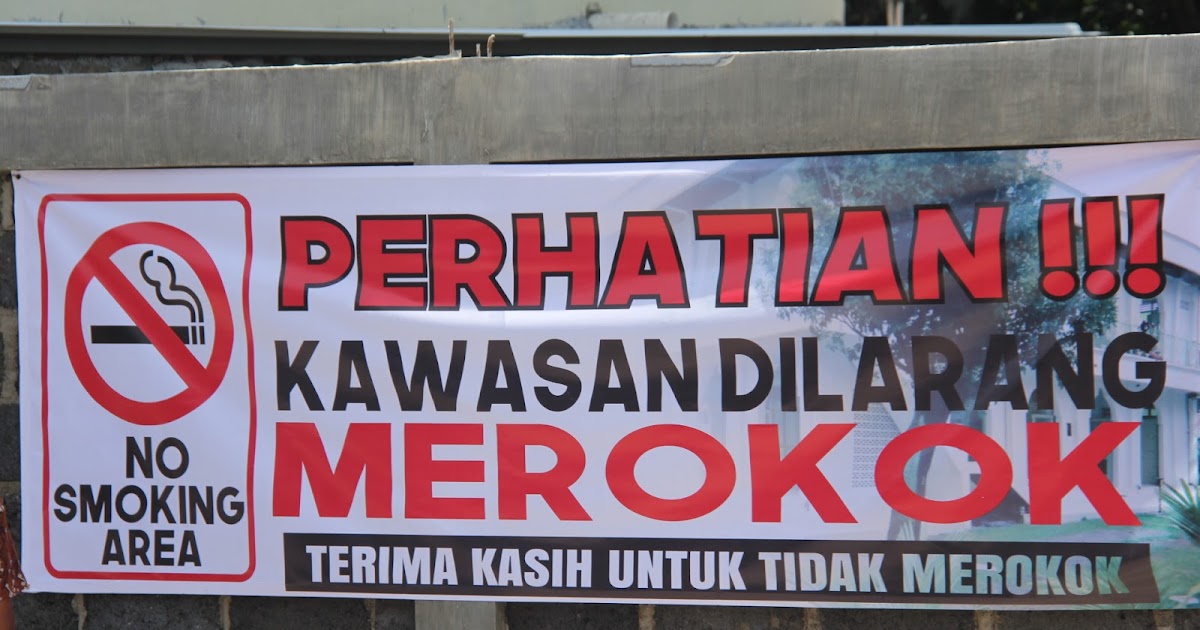 NO
SMOKING
AREA
PERHATIAN !!!
KAWASAN DILARANG
MEROKOK
TERIMA KASIH UNTUK TIDAK MEROKOK